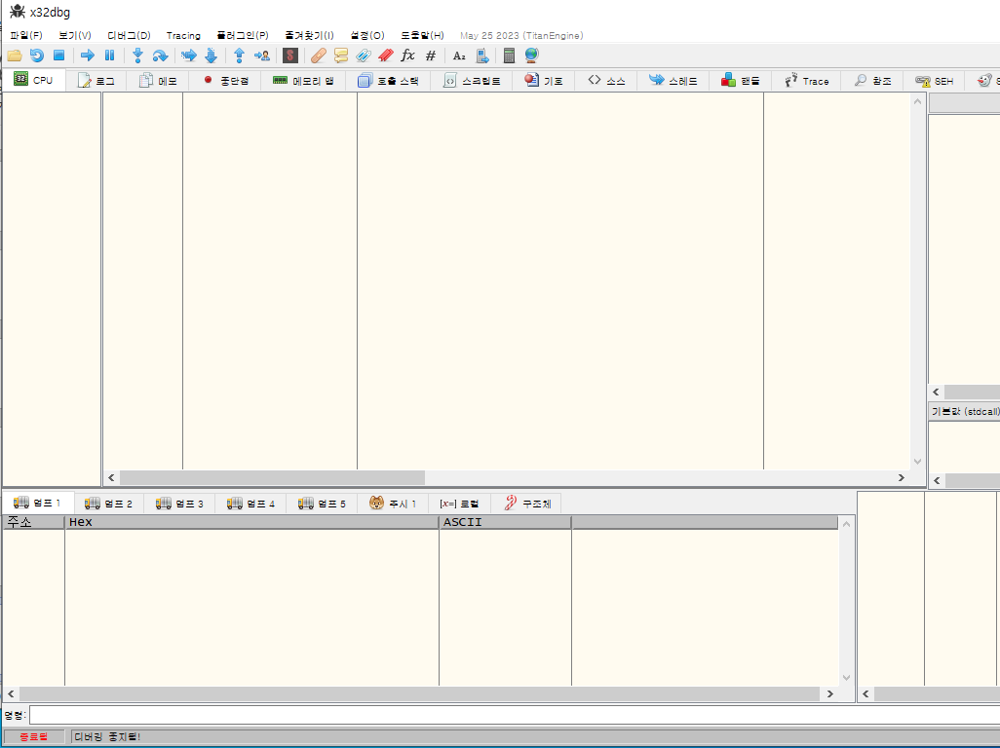 x32dbg
파일(F) 보기(V) 디버그(D) Tracing 플러그인(P) 즐겨찾기(I) 설정(O) 도움말(H) May 25 2023 (TitanEngine)
CPU 로그 메모 중단점 메모리 맵 호출 스택 스크립트 기호 소스 스레드 핸들 Trace 참조 SEH S
기본값 (stdcall)
덤프 1 덤프 2 덤프 3 덤프 4 덤프 5 주시 1 [x=] 로컬 구조체
주소 Hex ASCII
명령:
종료됨 디버깅 중지됨!